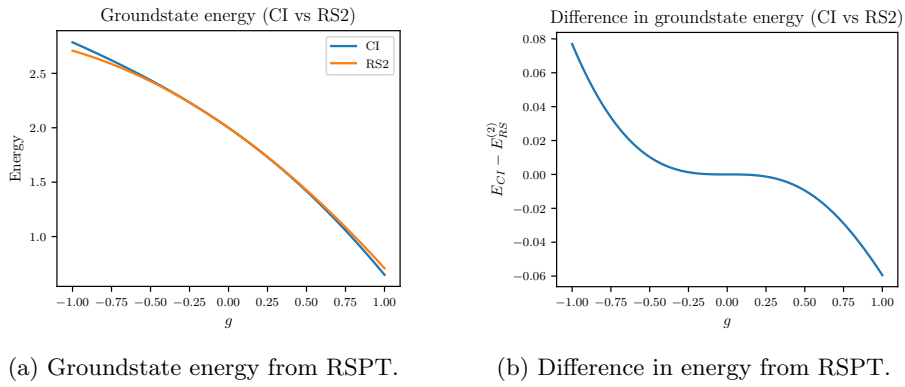 Groundstate energy (CI vs RS2)
CI
RS2
2.5
2.0
1.5
1.0
Energy
−1.00 −0.75 −0.50 −0.25 0.00 0.25 0.50 0.75 1.00
g
(a) Groundstate energy from RSPT.
Difference in groundstate energy (CI vs RS2)
0.08
0.06
0.04
0.02
0.00
−0.02
−0.04
−0.06
E_{CI} − E_{RS}^{(2)}
−1.00 −0.75 −0.50 −0.25 0.00 0.25 0.50 0.75 1.00
g
(b) Difference in energy from RSPT.